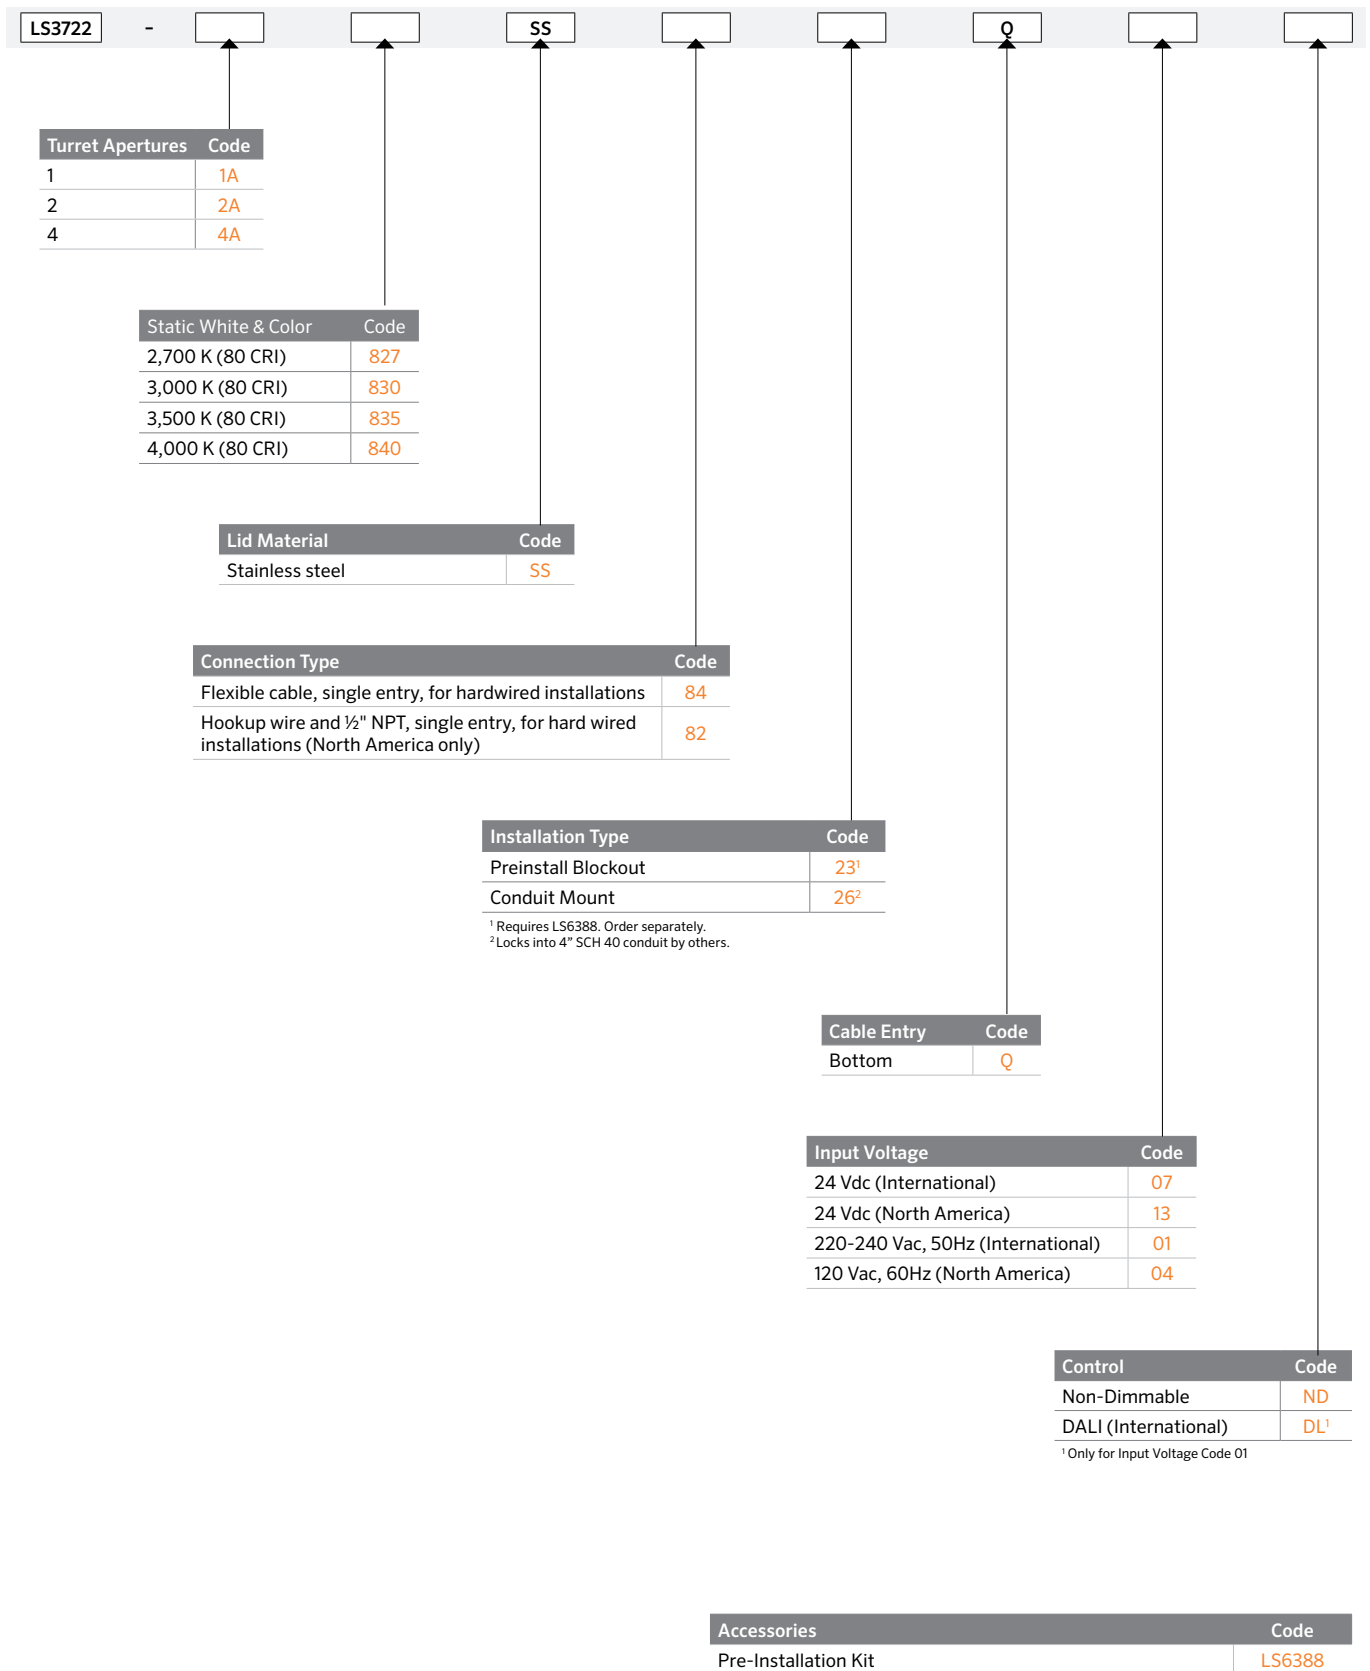 LS3722 - SS Q
Turret Apertures Code
1 1A
2 2A
4 4A
Static White & Color Code
2,700 K (80 CRI) 827
3,000 K (80 CRI) 830
3,500 K (80 CRI) 835
4,000 K (80 CRI) 840
Lid Material Code
Stainless steel SS
Connection Type Code
Flexible cable, single entry, for hardwired installations 84
Hookup wire and ½" NPT, single entry, for hard wired
installations (North America only) 82
Installation Type Code
Preinstall Blockout 23¹
Conduit Mount 26²
¹ Requires LS6388. Order separately.
² Locks into 4” SCH 40 conduit by others.
Cable Entry Code
Bottom Q
Input Voltage Code
24 Vdc (International) 07
24 Vdc (North America) 13
220-240 Vac, 50Hz (International) 01
120 Vac, 60Hz (North America) 04
Control Code
Non-Dimmable ND
DALI (International) DL¹
¹ Only for Input Voltage Code 01
Accessories Code
Pre-Installation Kit LS6388